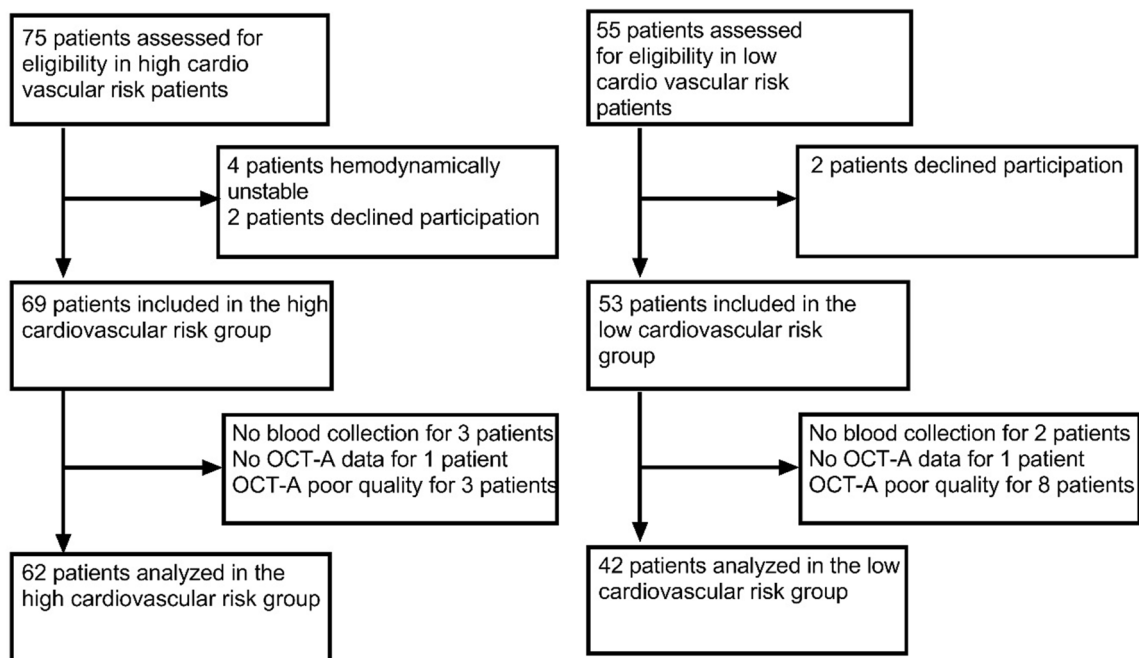 75 patients assessed for
eligibility in high cardio
vascular risk patients
4 patients hemodynamically
unstable
2 patients declined participation
69 patients included in the high
cardiovascular risk group
No blood collection for 3 patients
No OCT-A data for 1 patient
OCT-A poor quality for 3 patients
62 patients analyzed in the
high cardiovascular risk group
55 patients assessed
for eligibility in low
cardio vascular risk
patients
2 patients declined participation
53 patients included in the
low cardiovascular risk
group
No blood collection for 2 patients
No OCT-A data for 1 patient
OCT-A poor quality for 8 patients
42 patients analyzed in the low
cardiovascular risk group